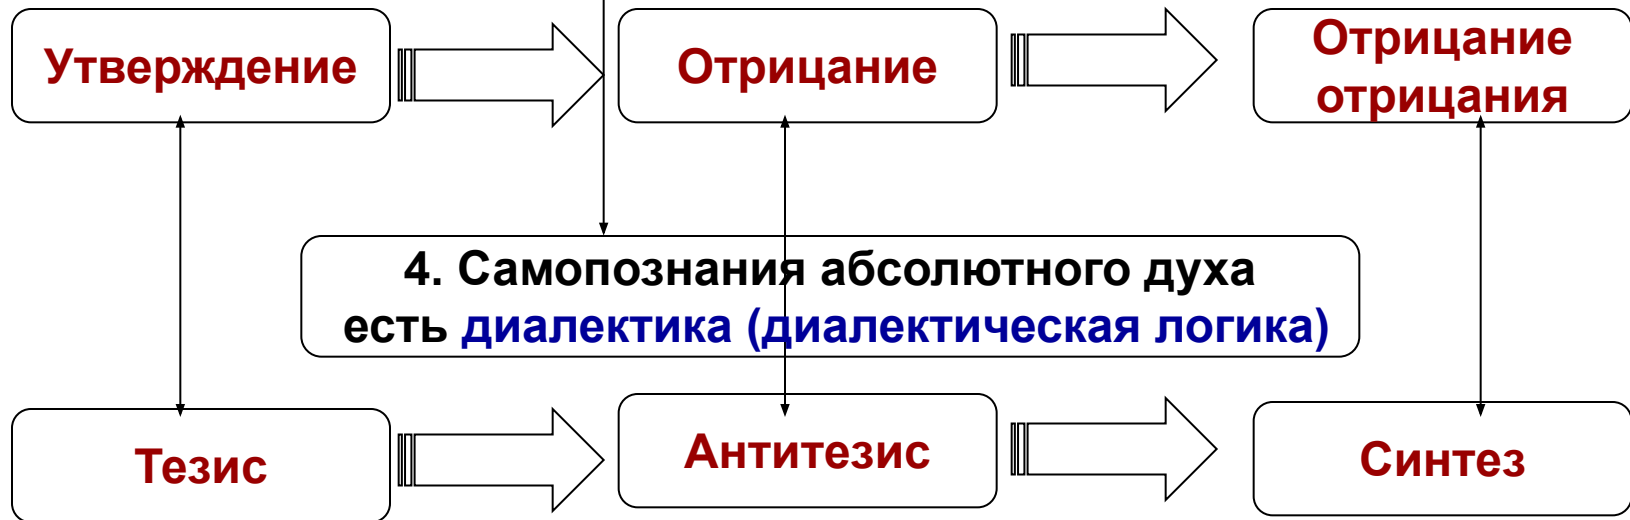 Утверждение
Отрицание
Отрицание
отрицания
4. Самопознания абсолютного духа
есть диалектика (диалектическая логика)
Тезис
Антитезис
Синтез